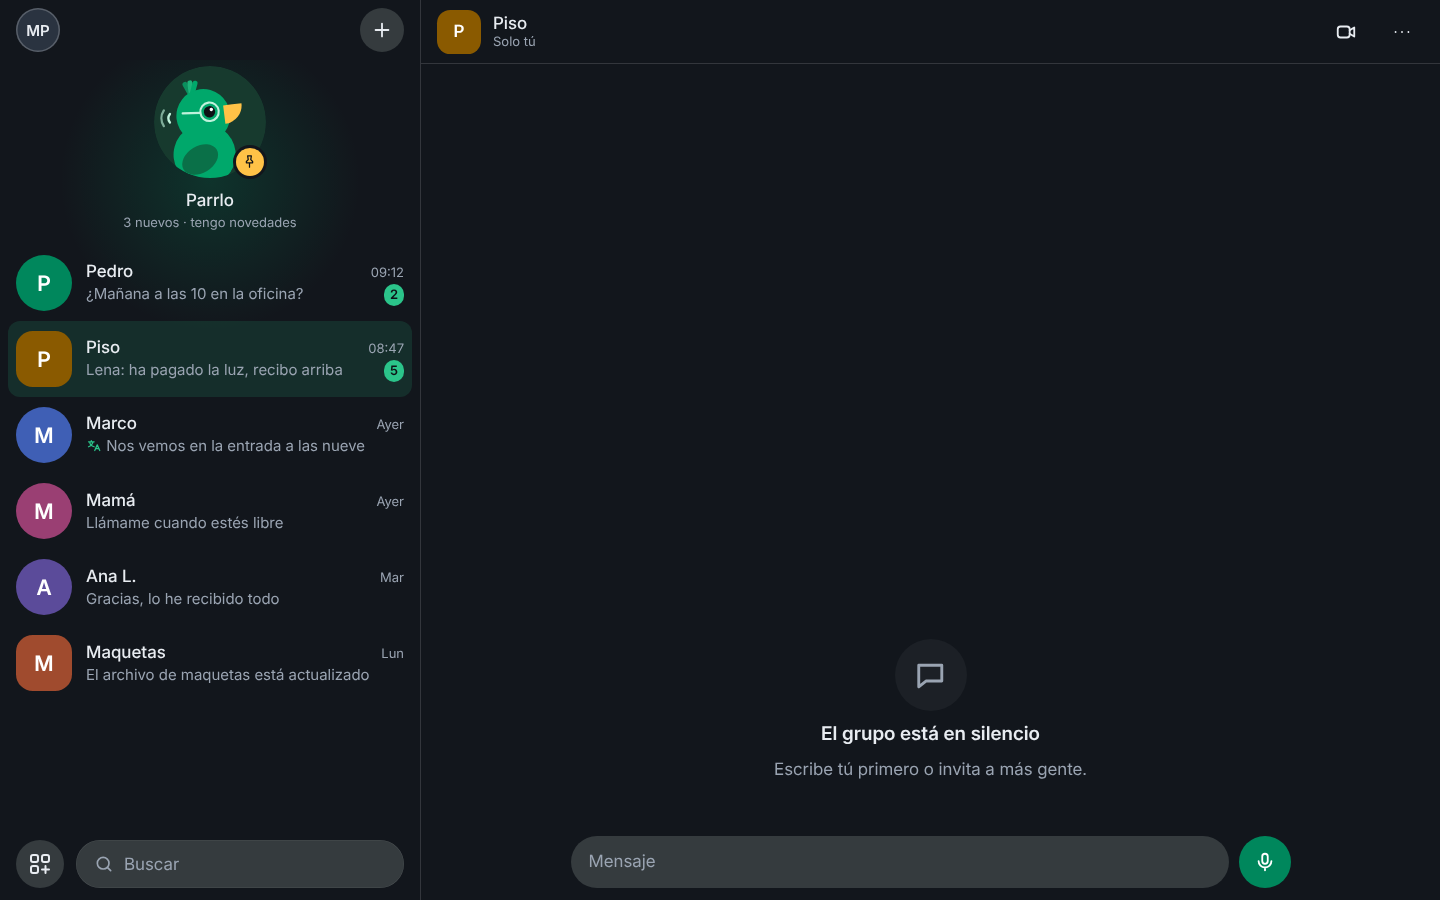 MP
Parrlo
3 nuevos · tengo novedades
P
Pedro
09:12
¿Mañana a las 10 en la oficina?
2
P
Piso
08:47
Lena: ha pagado la luz, recibo arriba
5
M
Marco
Ayer
Nos vemos en la entrada a las nueve
M
Mamá
Ayer
Llámame cuando estés libre
A
Ana L.
Mar
Gracias, lo he recibido todo
M
Maquetas
Lun
El archivo de maquetas está actualizado
Buscar
P
Piso
Solo tú
El grupo está en silencio
Escribe tú primero o invita a más gente.
Mensaje